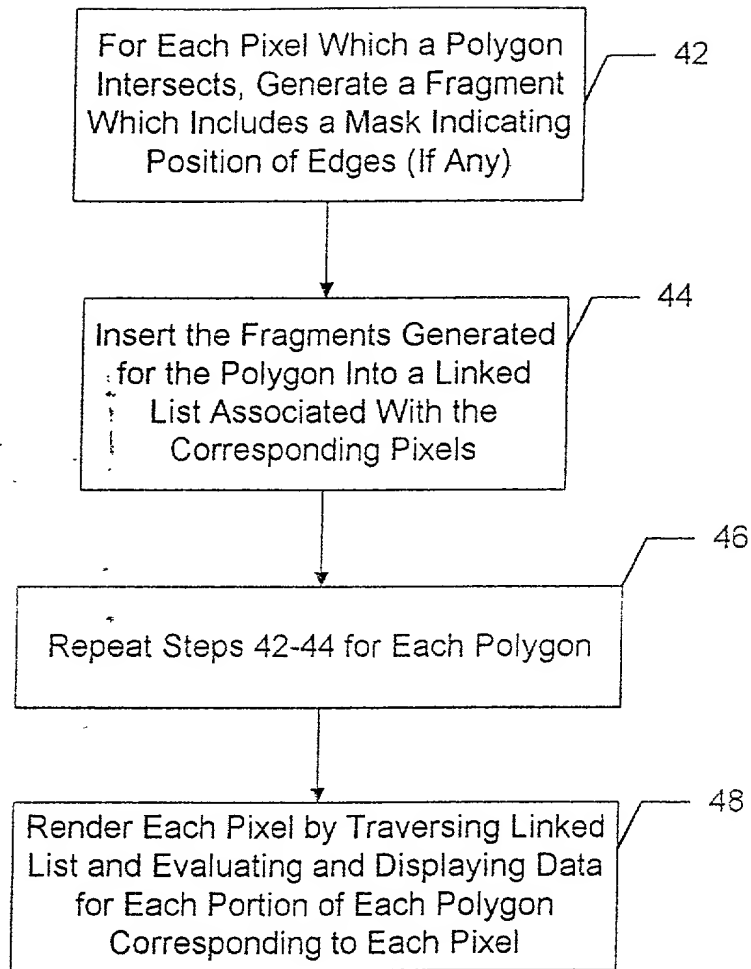 For Each Pixel Which a Polygon
Intersects, Generate a Fragment
Which Includes a Mask Indicating
Position of Edges (If Any)
42
Insert the Fragments Generated
for the Polygon Into a Linked
List Associated With the
Corresponding Pixels
44
Repeat Steps 42-44 for Each Polygon
46
Render Each Pixel by Traversing Linked
List and Evaluating and Displaying Data
for Each Portion of Each Polygon
Corresponding to Each Pixel
48